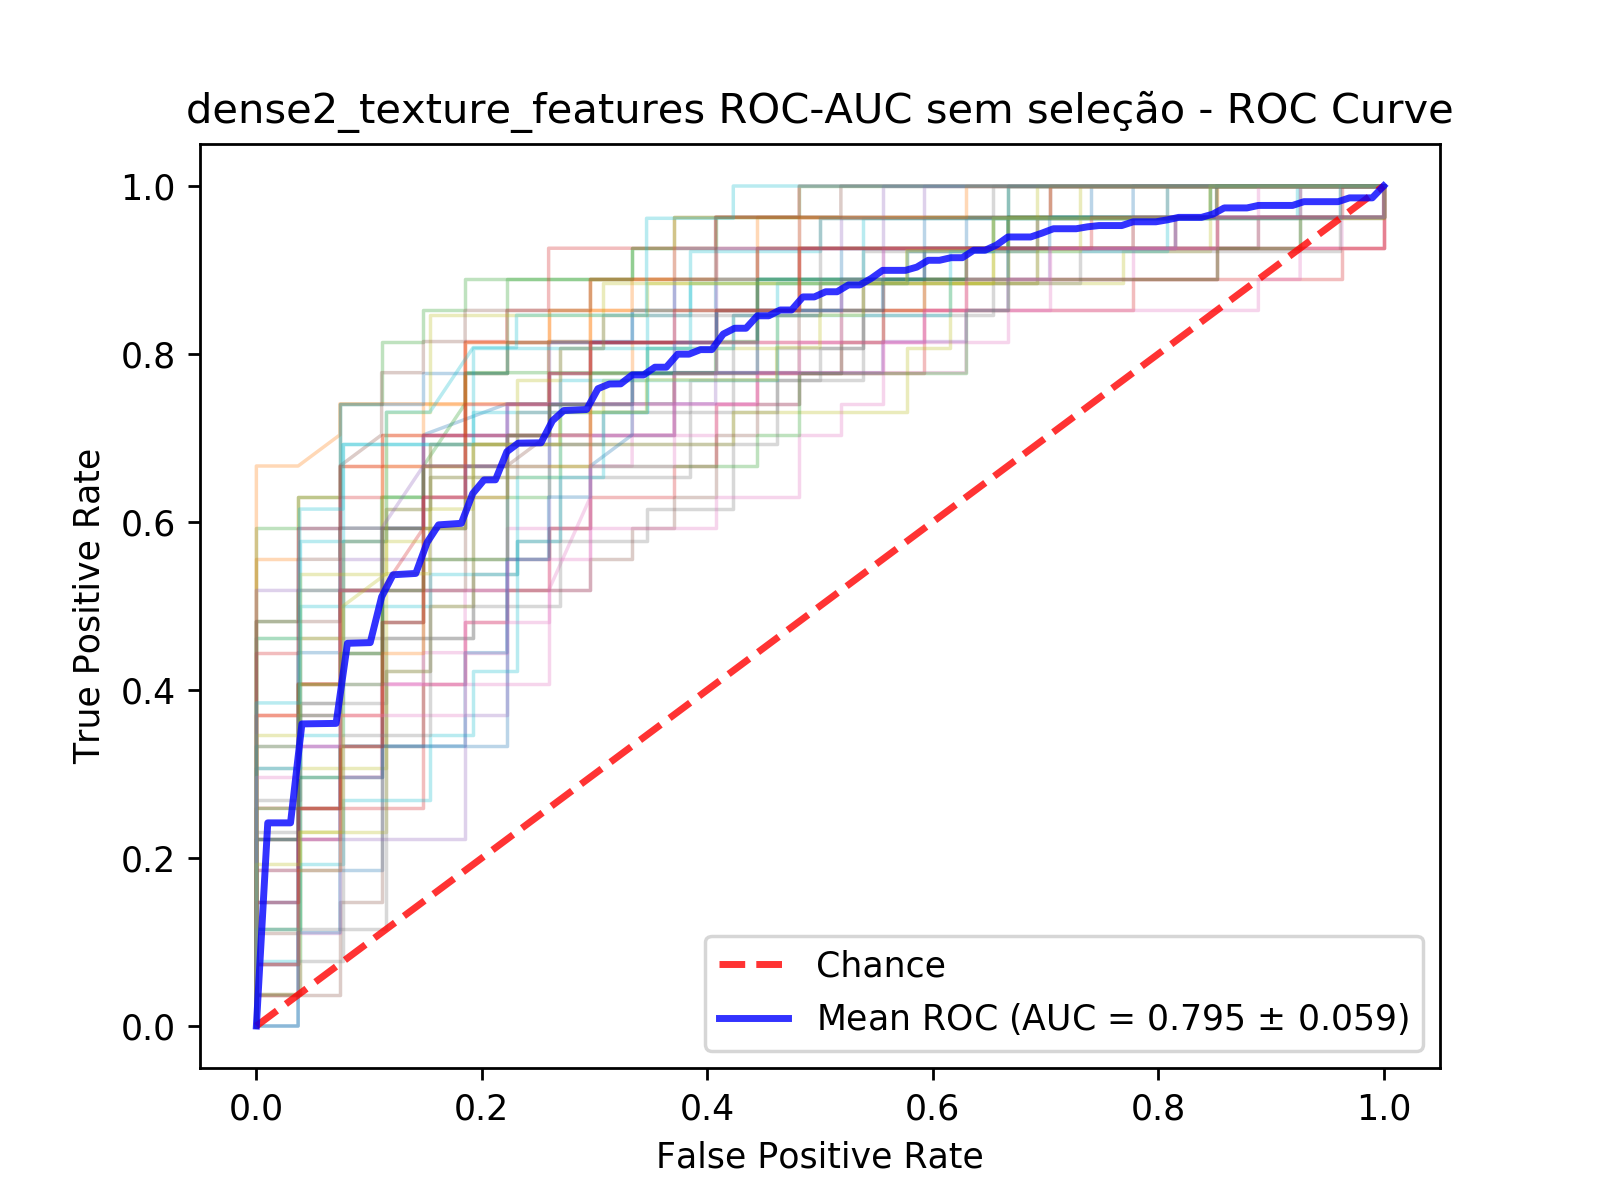 dense2_texture_features ROC-AUC sem seleção - ROC Curve
1.0
0.8
0.6
0.4
0.2
0.0
True Positive Rate
Chance
Mean ROC (AUC = 0.795 ± 0.059)
0.0 0.2 0.4 0.6 0.8 1.0
False Positive Rate